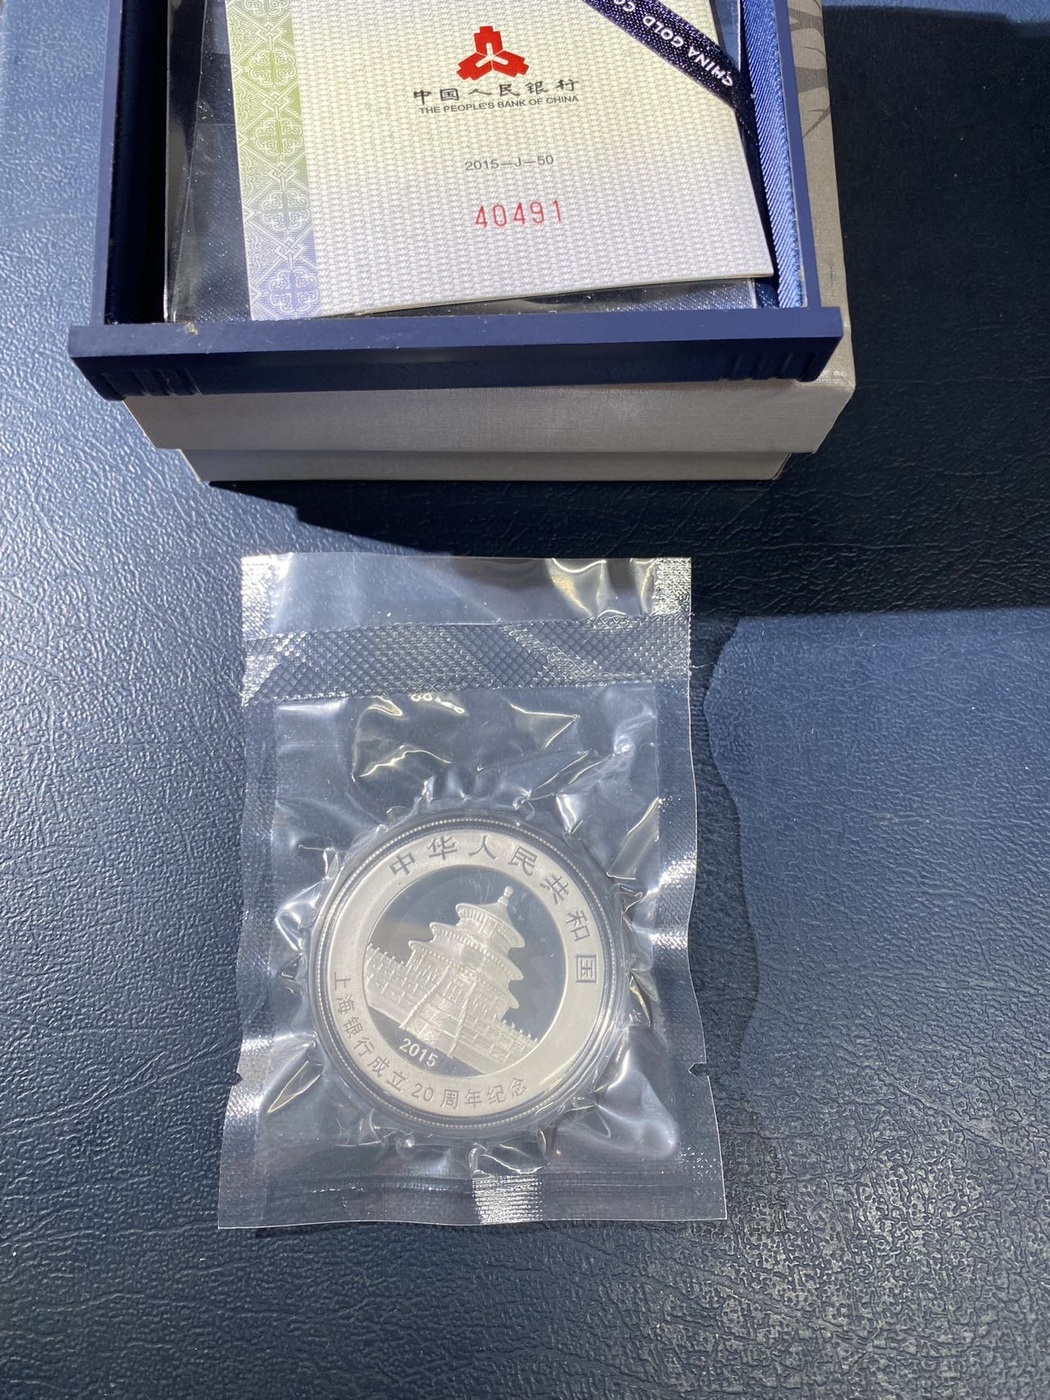 中国人民银行
THE PEOPLE'S BANK OF CHINA
2015-J-50
40491
CHINA GOLD CO
中华人民共和国
2015
上海银行成立20周年纪念